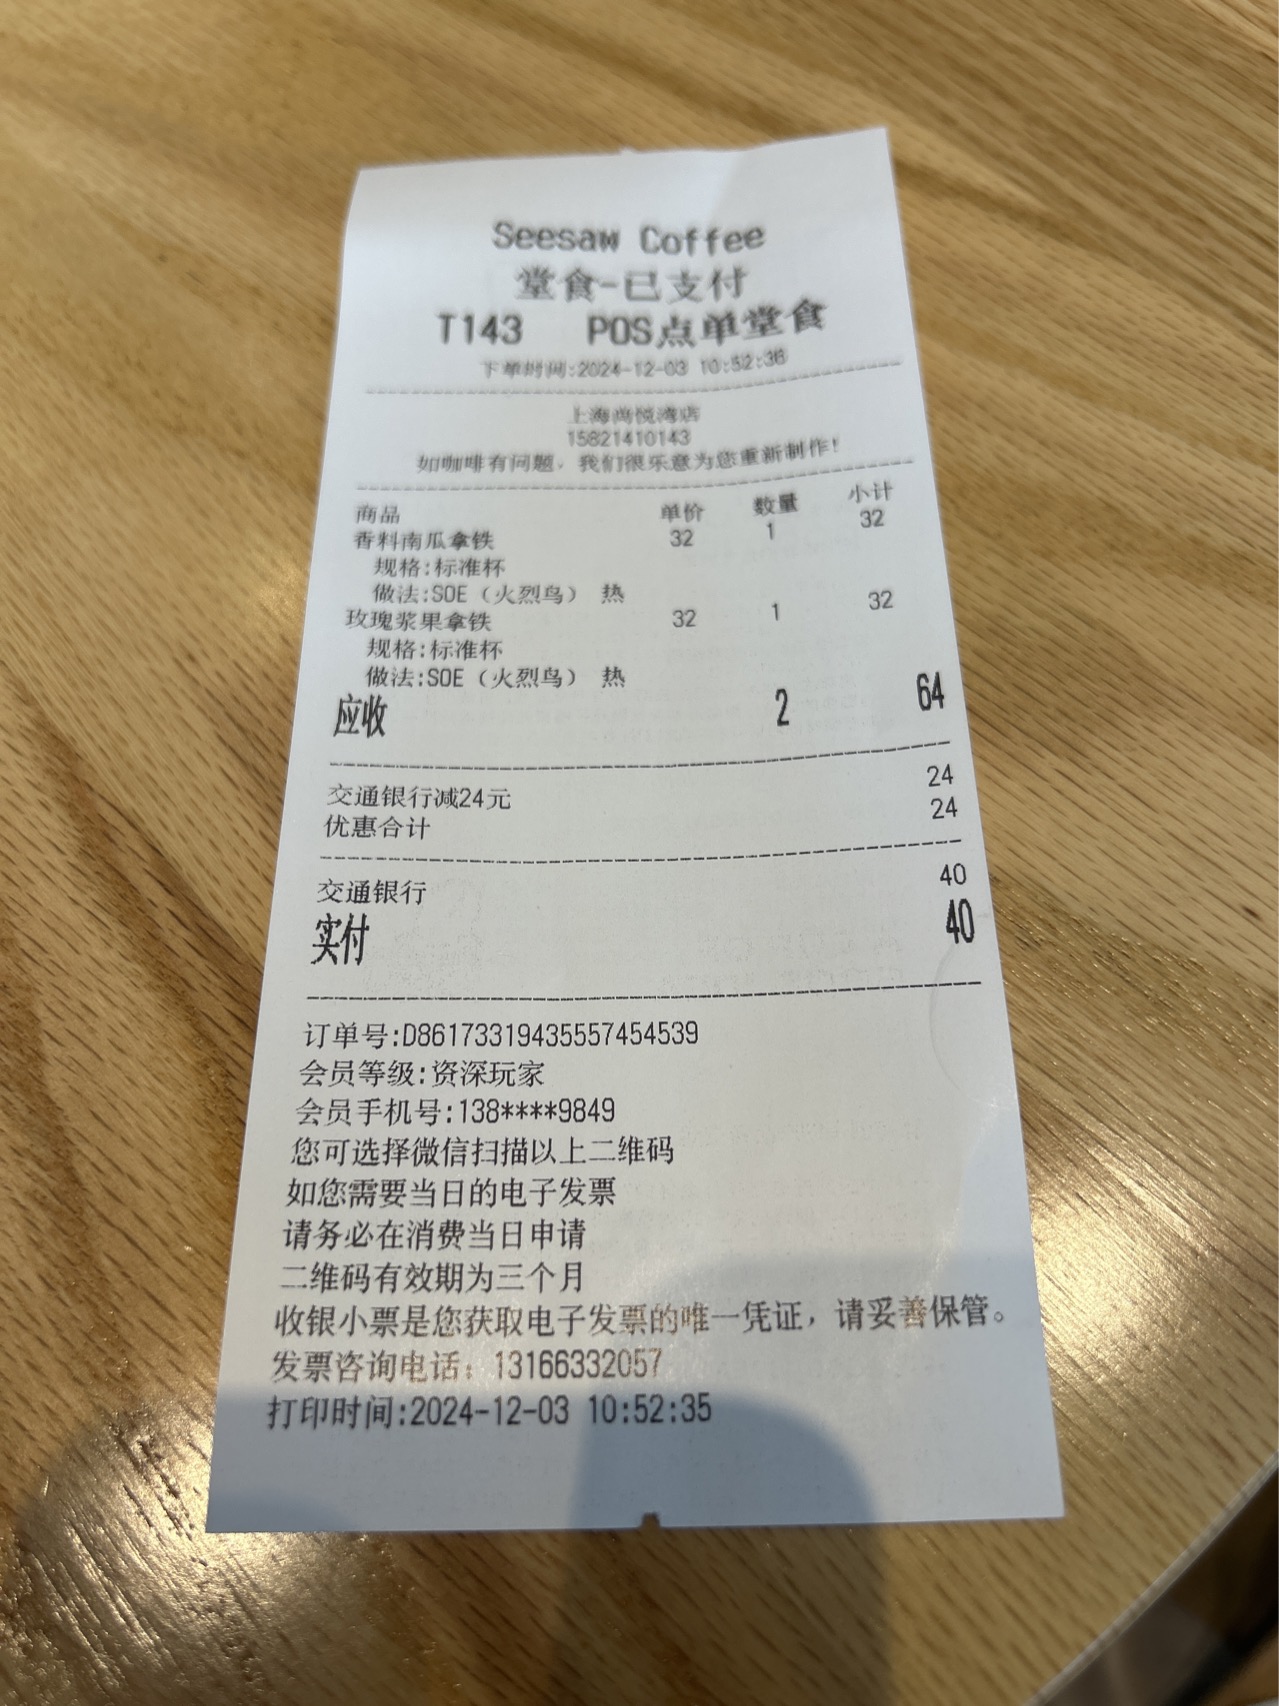 Seesaw Coffee
堂食-已支付
T143 POS点单堂食
下单时间:2024-12-03 10:52:36
上海尚悦湾店
15821410143
如咖啡有问题，我们很乐意为您重新制作!
商品 单价 数量 小计
香料南瓜拿铁 32 1 32
规格:标准杯
做法:SOE（火烈鸟） 热
玫瑰浆果拿铁 32 1 32
规格:标准杯
做法:SOE（火烈鸟） 热
应收 2 64
交通银行减24元 24
优惠合计 24
交通银行 40
实付 40
订单号:D86173319435557454539
会员等级:资深玩家
会员手机号:138****9849
您可选择微信扫描以上二维码
如您需要当日的电子发票
请务必在消费当日申请
二维码有效期为三个月
收银小票是您获取电子发票的唯一凭证，请妥善保管。
发票咨询电话：13166332057
打印时间:2024-12-03 10:52:35